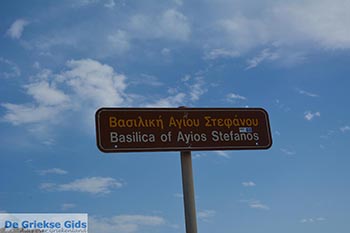 Βασιλική Αγίου Στεφάνου
Basilica of Ayios Stefanos
De Griekse Gids